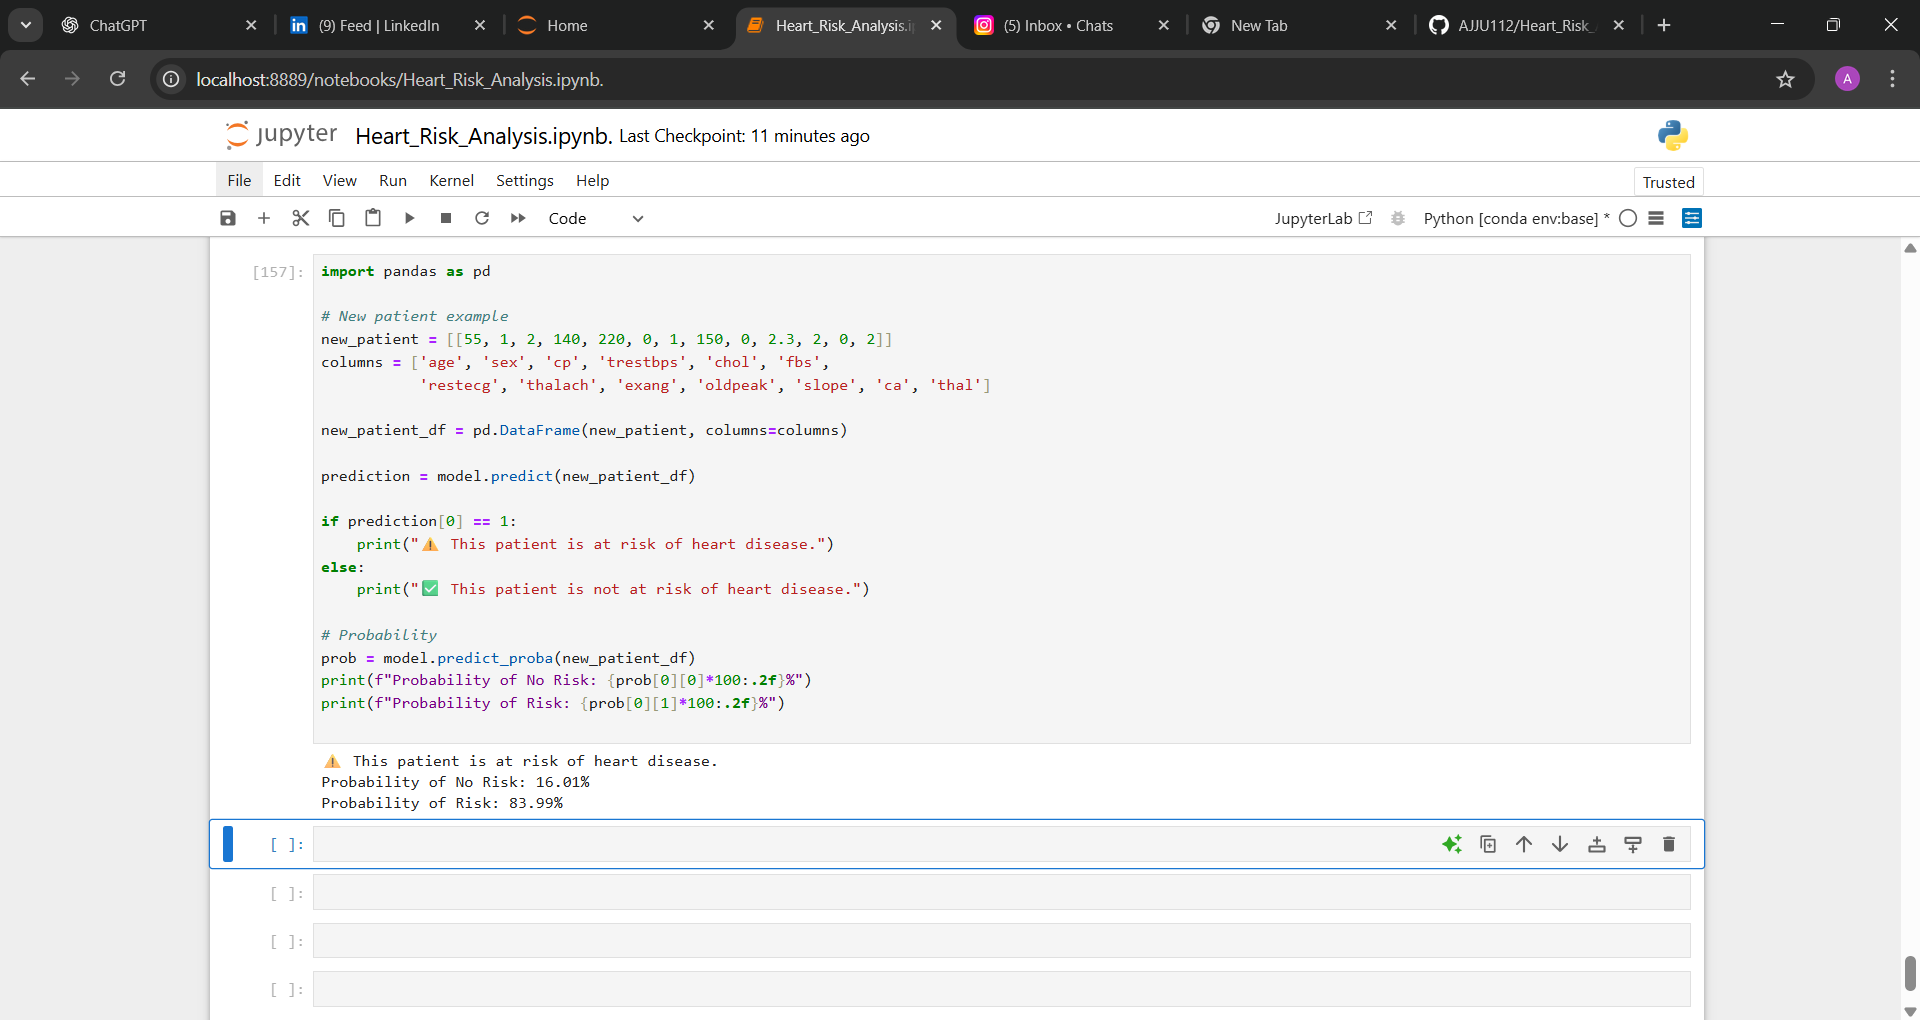 ChatGPT
(9) Feed | LinkedIn
Home
Heart_Risk_Analysis.i
(5) Inbox • Chats
New Tab
AJJU112/Heart_Risk_
localhost:8889/notebooks/Heart_Risk_Analysis.ipynb.
A
jupyter Heart_Risk_Analysis.ipynb. Last Checkpoint: 11 minutes ago
File Edit View Run Kernel Settings Help
Trusted
Code
JupyterLab
Python [conda env:base] *
[157]:
import pandas as pd
# New patient example
new_patient = [[55, 1, 2, 140, 220, 0, 1, 150, 0, 2.3, 2, 0, 2]]
columns = ['age', 'sex', 'cp', 'trestbps', 'chol', 'fbs',
'restecg', 'thalach', 'exang', 'oldpeak', 'slope', 'ca', 'thal']
new_patient_df = pd.DataFrame(new_patient, columns=columns)
prediction = model.predict(new_patient_df)
if prediction[0] == 1:
print("⚠️ This patient is at risk of heart disease.")
else:
print("✅ This patient is not at risk of heart disease.")
# Probability
prob = model.predict_proba(new_patient_df)
print(f"Probability of No Risk: {prob[0][0]*100:.2f}%")
print(f"Probability of Risk: {prob[0][1]*100:.2f}%")
⚠️ This patient is at risk of heart disease.
Probability of No Risk: 16.01%
Probability of Risk: 83.99%
[ ]:
[ ]:
[ ]:
[ ]: